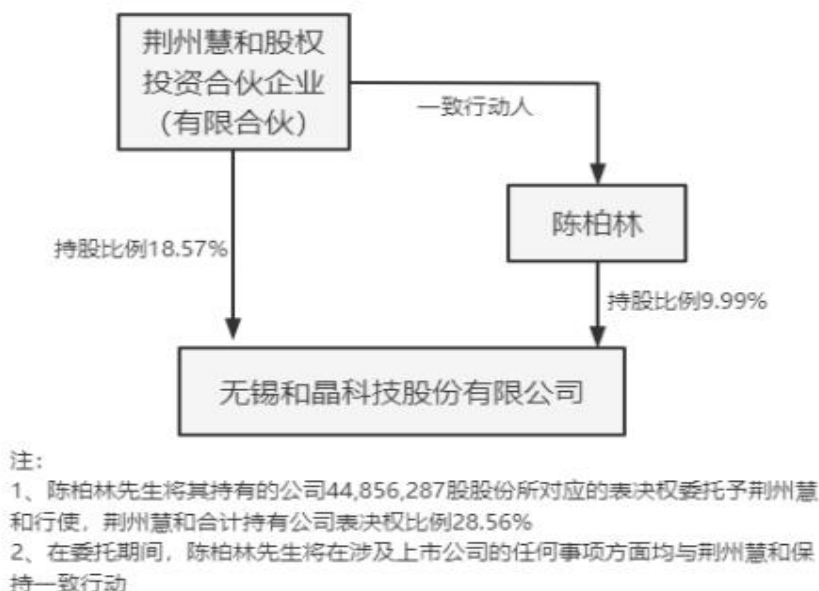 荆州慧和股权
投资合伙企业
（有限合伙）
一致行动人
陈柏林
持股比例18.57%
持股比例9.99%
无锡和晶科技股份有限公司
注：
1、陈柏林先生将其持有的公司44,856,287股股份所对应的表决权委托予荆州慧
和行使，荆州慧和合计持有公司表决权比例28.56%
2、在委托期间，陈柏林先生将在涉及上市公司的任何事项方面均与荆州慧和保
持一致行动